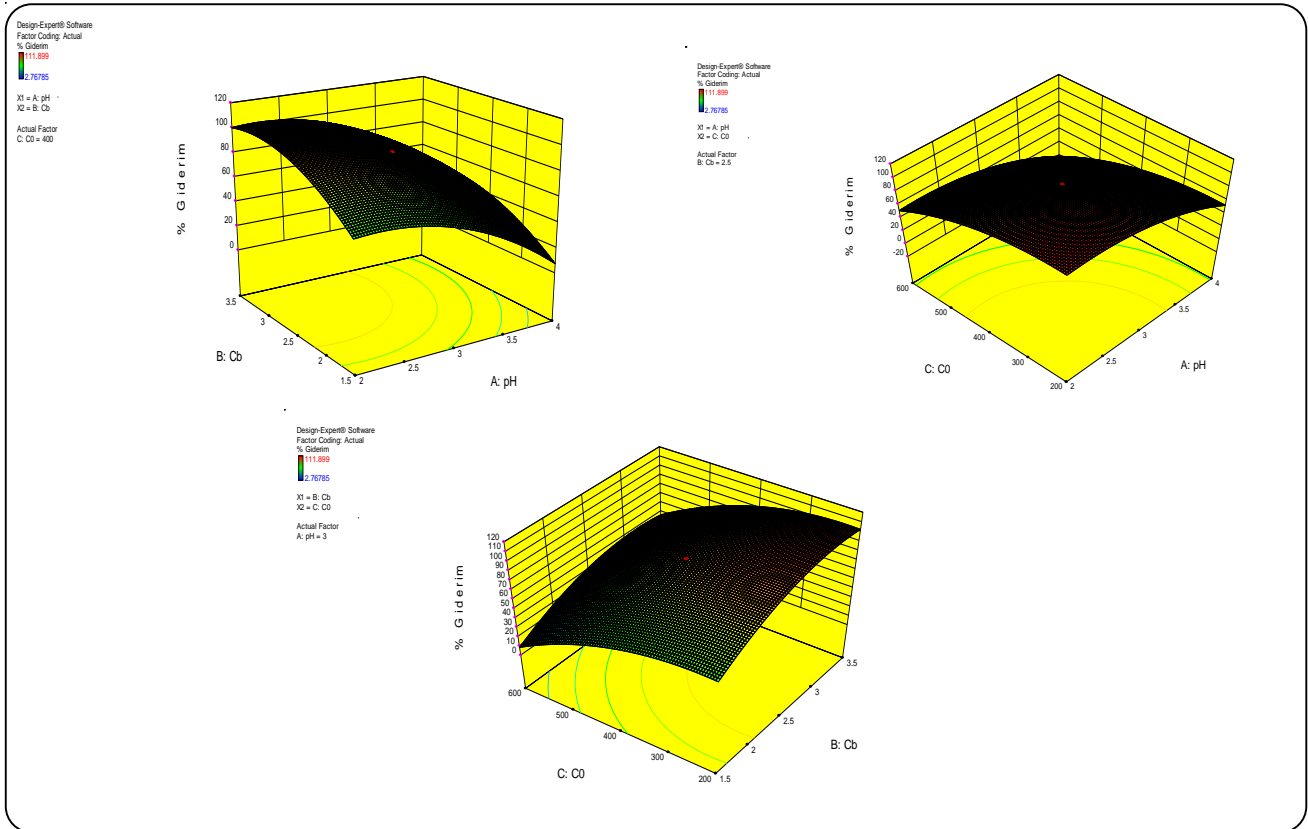 Design-Expert® Software
Factor Coding: Actual
% Giderim
111.899
2.76785
X1 = A: pH
X2 = B: Cb
Actual Factor
C: C0 = 400
120
100
80
60
40
20
0
% Giderim
3.5
3
2.5
2
1.5
B: Cb
2
2.5
3
3.5
4
A: pH
Design-Expert® Software
Factor Coding: Actual
% Giderim
111.899
2.76785
X1 = A: pH
X2 = C: C0
Actual Factor
B: Cb = 2.5
120
100
80
60
40
20
0
-20
% Giderim
600
500
400
300
200
C: C0
2
2.5
3
3.5
4
A: pH
Design-Expert® Software
Factor Coding: Actual
% Giderim
111.899
2.76785
X1 = B: Cb
X2 = C: C0
Actual Factor
A: pH = 3
120
110
100
90
80
70
60
50
40
30
20
10
0
% Giderim
600
500
400
300
200
C: C0
1.5
2
2.5
3
3.5
B: Cb